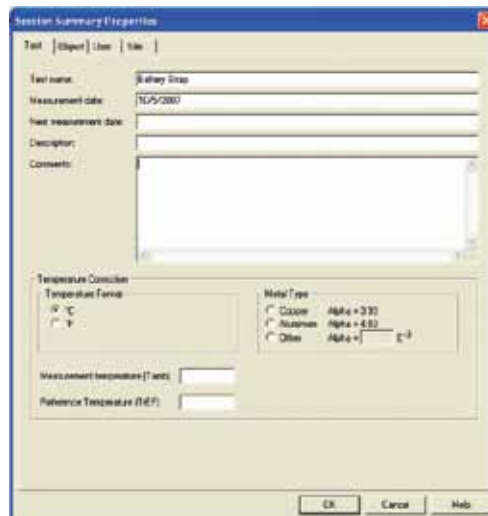 Session Summary Properties
Test Object User Site
Test name: Battery Strap
Measurement date: 10/5/2007
Next measurement date:
Description:
Comments:
Temperature Correction
Temperature Format
°C
°F
Metal Type
Copper Alpha = 3.93
Aluminum Alpha = 4.03
Other Alpha = E-3
Measurement temperature (Tamb):
Reference Temperature (TREF):
OK Cancel Help